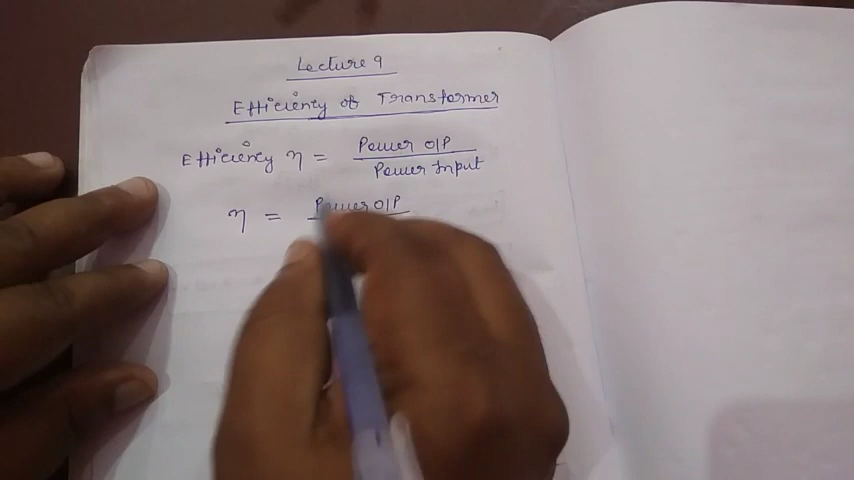 Lecture 9
Efficiency of Transformer
Efficiency η = Power O/P / Power Input
η = Power O/P